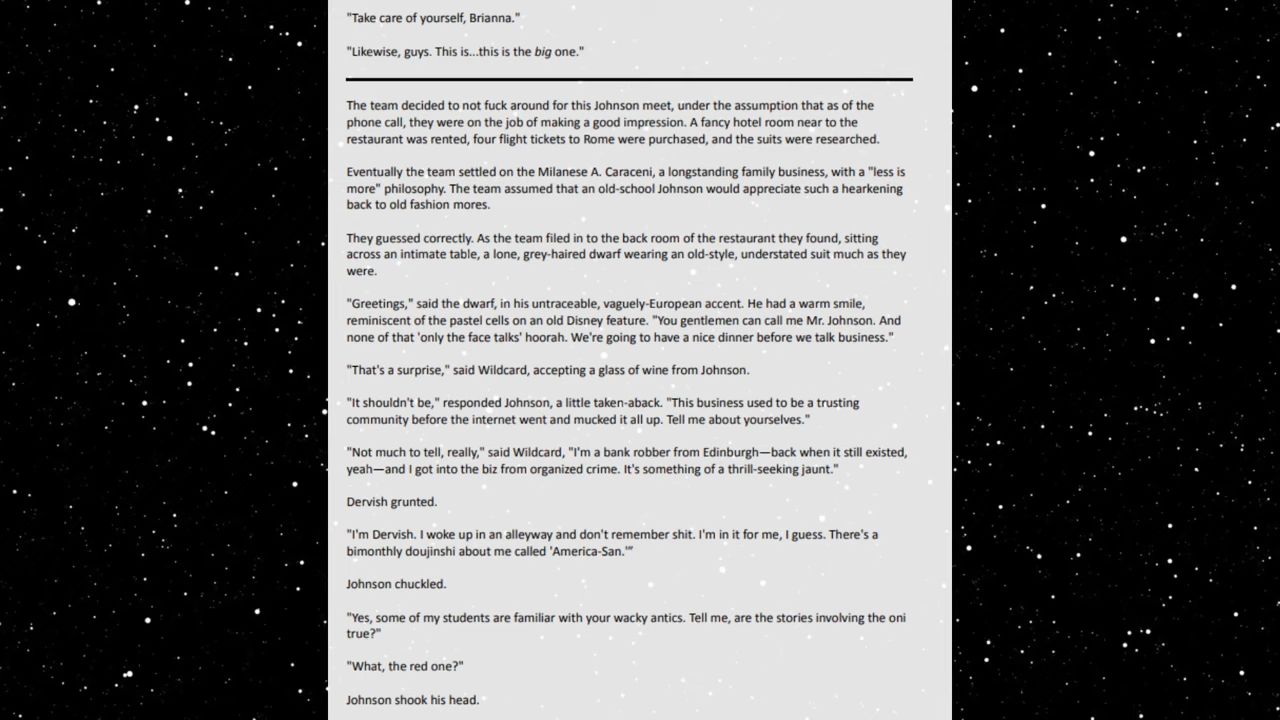 "Take care of yourself, Brianna."
"Likewise, guys. This is...this is the big one."
The team decided to not fuck around for this Johnson meet, under the assumption that as of the
phone call, they were on the job of making a good impression. A fancy hotel room near to the
restaurant was rented, four flight tickets to Rome were purchased, and the suits were researched.
Eventually the team settled on the Milanese A. Caraceni, a longstanding family business, with a "less is
more" philosophy. The team assumed that an old-school Johnson would appreciate such a hearkening
back to old fashion mores.
They guessed correctly. As the team filed in to the back room of the restaurant they found, sitting
across an intimate table, a lone, grey-haired dwarf wearing an old-style, understated suit much as they
were.
"Greetings," said the dwarf, in his untraceable, vaguely-European accent. He had a warm smile,
reminiscent of the pastel cells on an old Disney feature. "You gentlemen can call me Mr. Johnson. And
none of that 'only the face talks' hoorah. We're going to have a nice dinner before we talk business."
"That's a surprise," said Wildcard, accepting a glass of wine from Johnson.
"It shouldn't be," responded Johnson, a little taken-aback. "This business used to be a trusting
community before the internet went and mucked it all up. Tell me about yourselves."
"Not much to tell, really," said Wildcard, "I'm a bank robber from Edinburgh—back when it still existed,
yeah—and I got into the biz from organized crime. It's something of a thrill-seeking jaunt."
Dervish grunted.
"I'm Dervish. I woke up in an alleyway and don't remember shit. I'm in it for me, I guess. There's a
bimonthly doujinshi about me called 'America-San.'"
Johnson chuckled.
"Yes, some of my students are familiar with your wacky antics. Tell me, are the stories involving the oni
true?"
"What, the red one?"
Johnson shook his head.